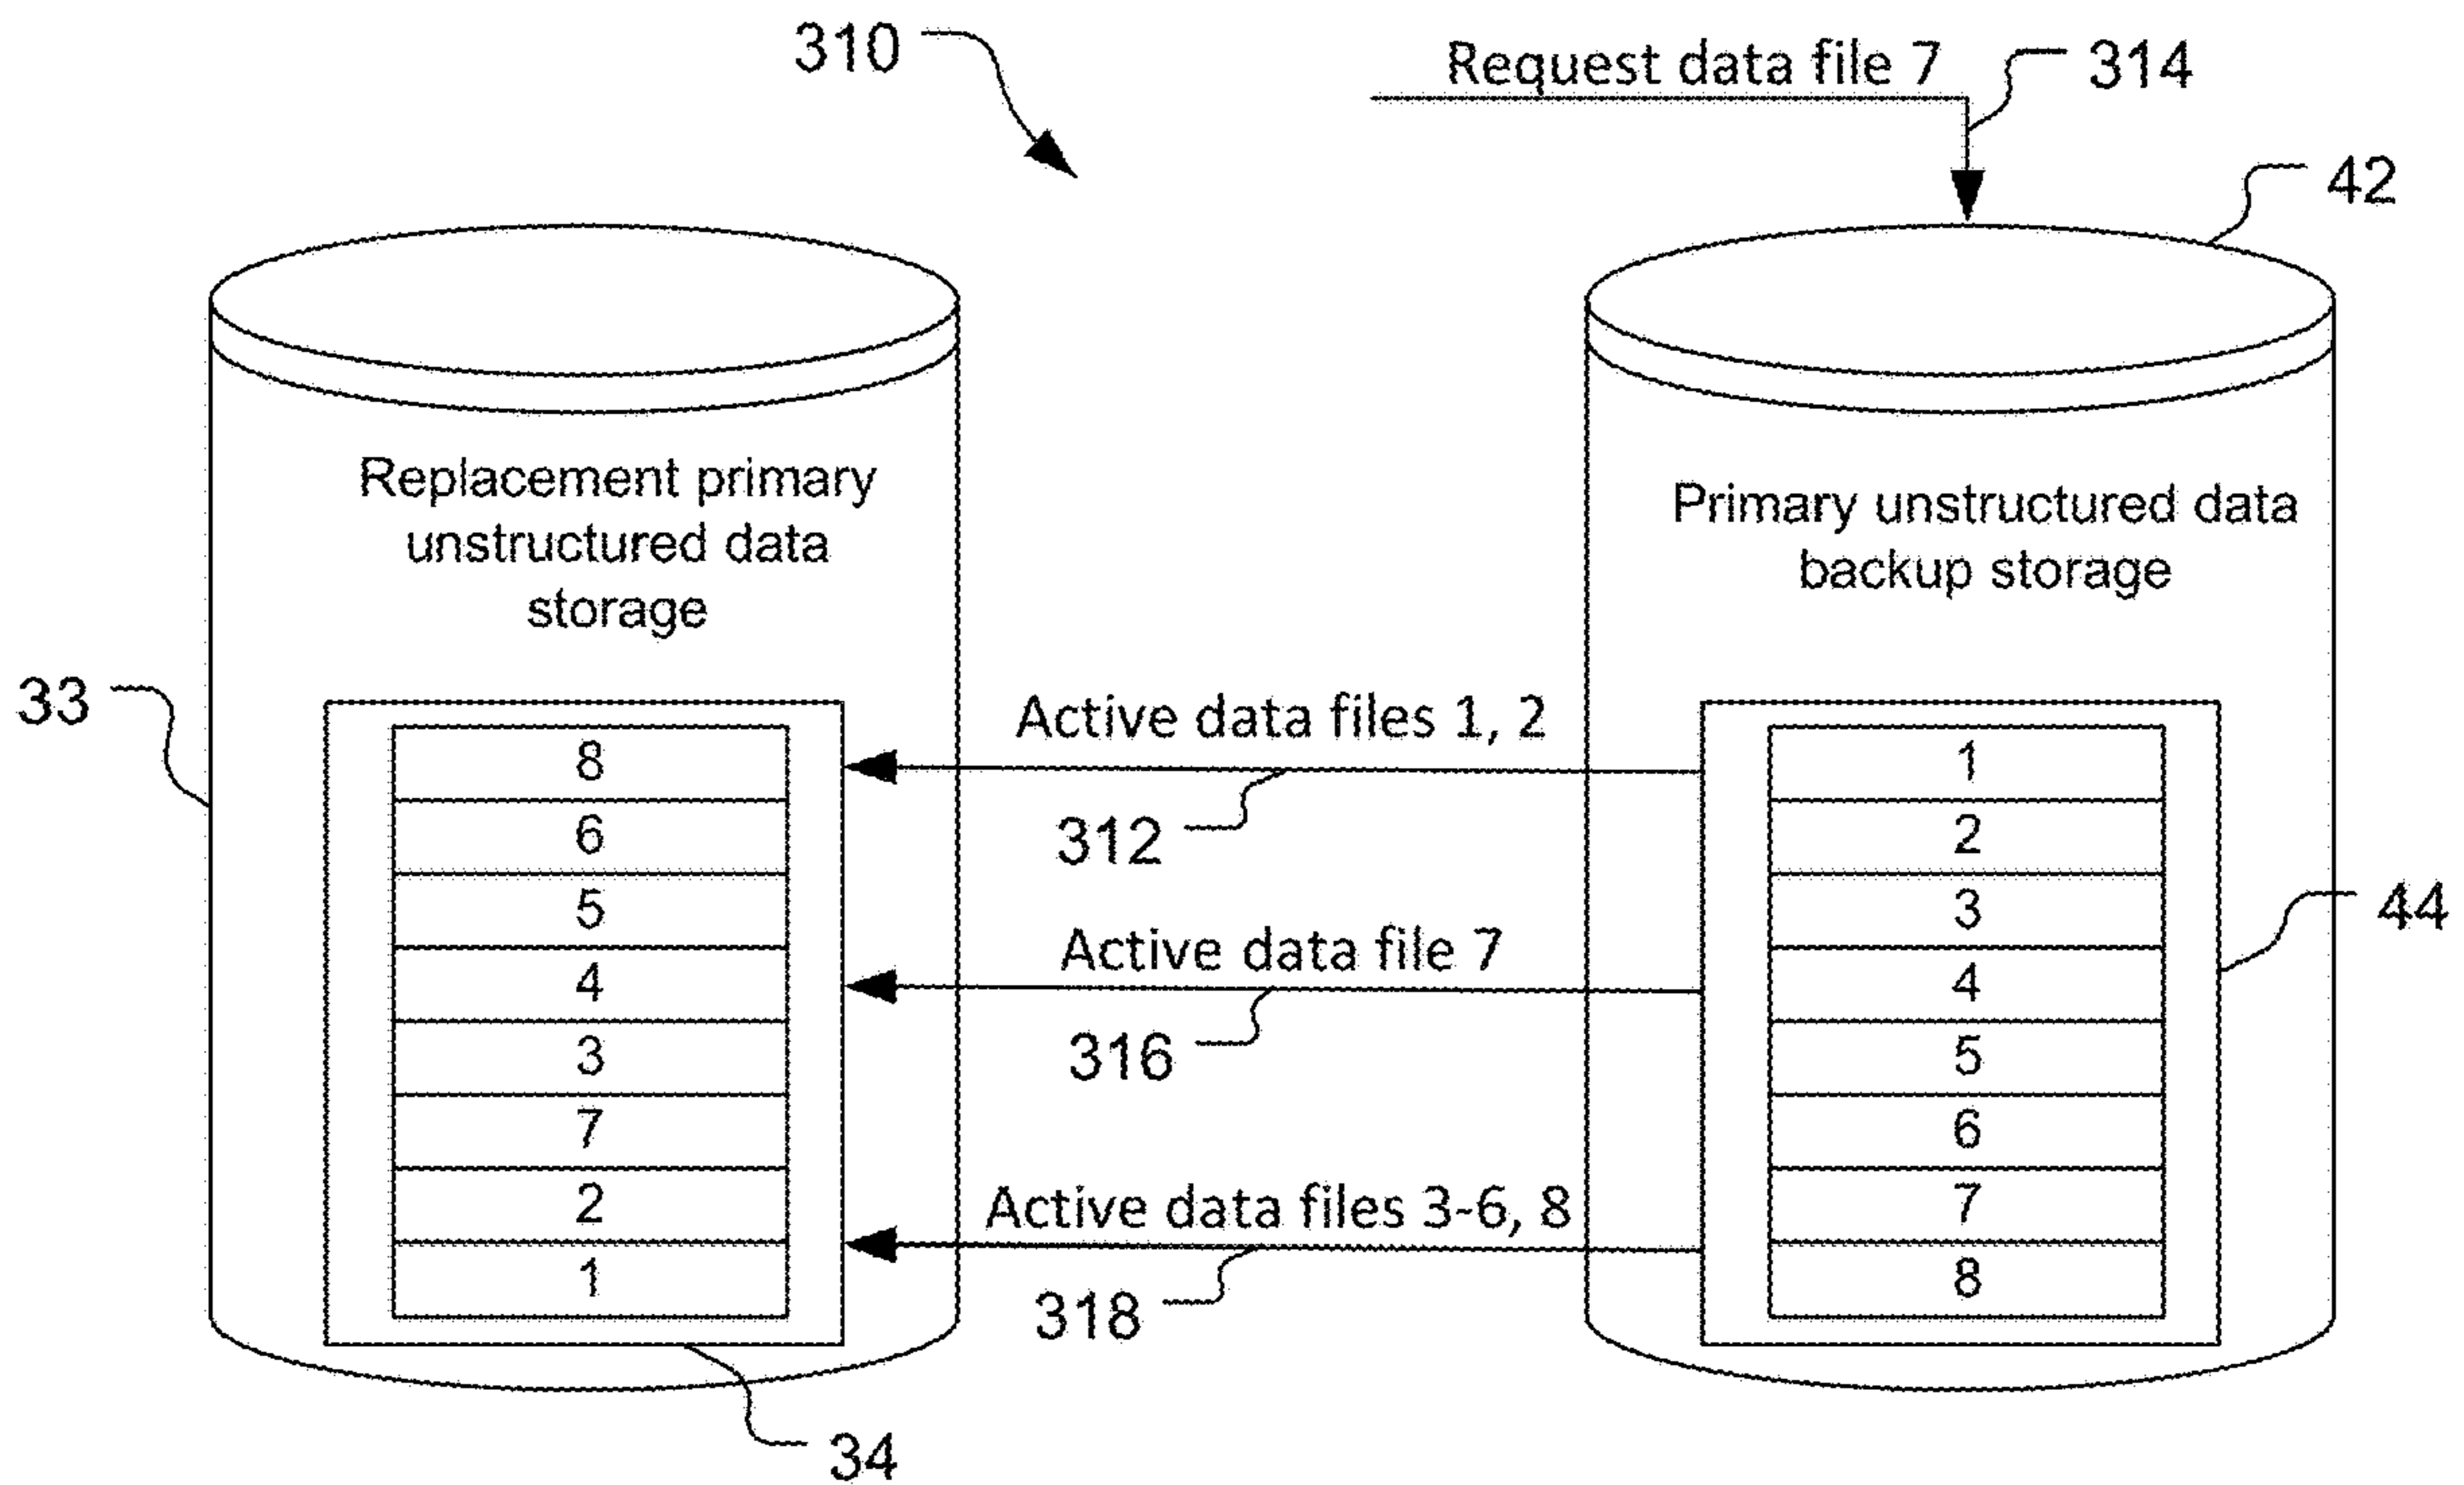 310
Request data file 7
314
42
Replacement primary
unstructured data
storage
Primary unstructured data
backup storage
33
Active data files 1, 2
312
Active data file 7
316
Active data files 3-6, 8
318
8
6
5
4
3
7
2
1
34
1
2
3
4
5
6
7
8
44